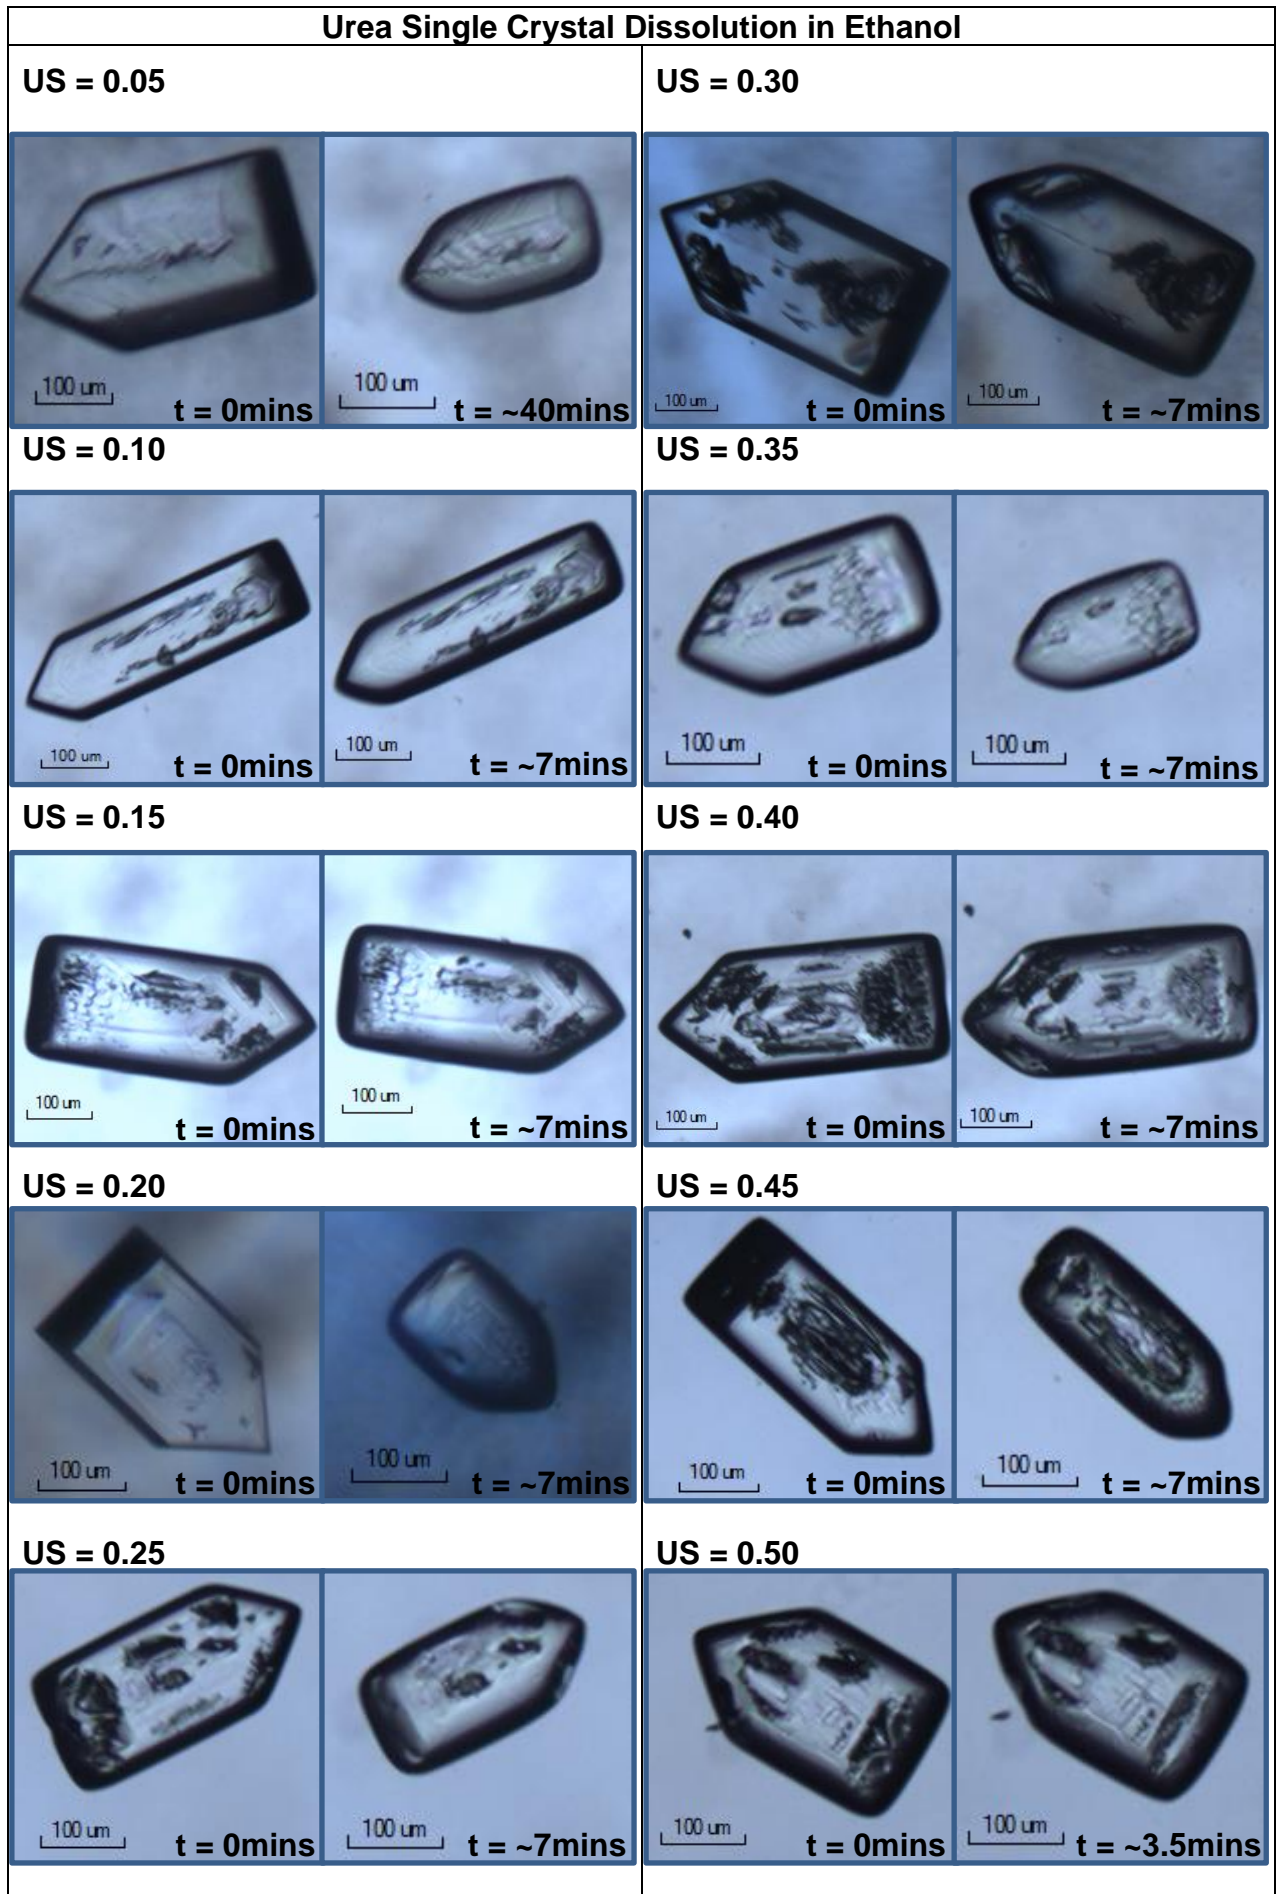 Urea Single Crystal Dissolution in Ethanol
US = 0.05
100 um
t = 0mins
100 um
t = ~40mins
US = 0.10
100 um
t = 0mins
100 um
t = ~7mins
US = 0.15
100 um
t = 0mins
100 um
t = ~7mins
US = 0.20
100 um
t = 0mins
100 um
t = ~7mins
US = 0.25
100 um
t = 0mins
100 um
t = ~7mins
US = 0.30
100 um
t = 0mins
100 um
t = ~7mins
US = 0.35
100 um
t = 0mins
100 um
t = ~7mins
US = 0.40
100 um
t = 0mins
100 um
t = ~7mins
US = 0.45
100 um
t = 0mins
100 um
t = ~7mins
US = 0.50
100 um
t = 0mins
100 um
t = ~3.5mins